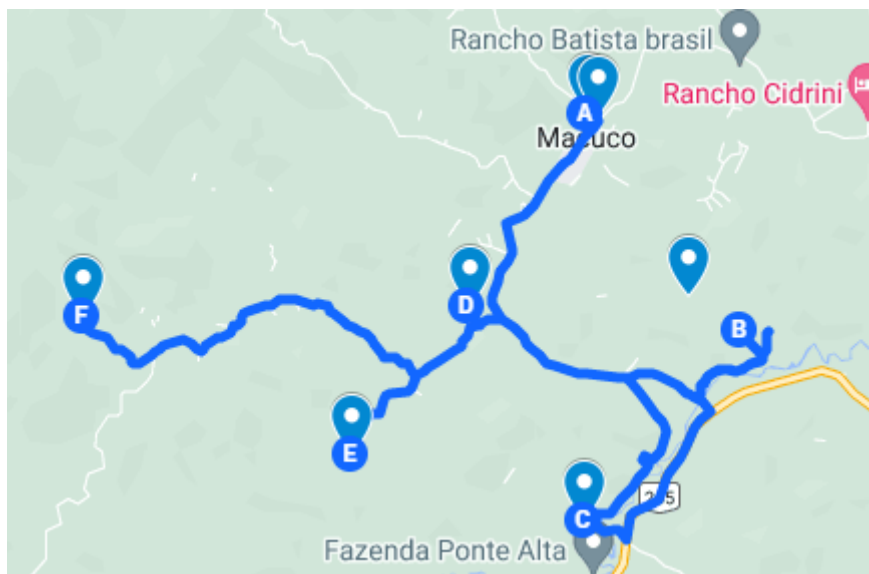 Rancho Batista brasil
Rancho Cidrini
A
Macuco
D
F
B
E
C
Fazenda Ponte Alta